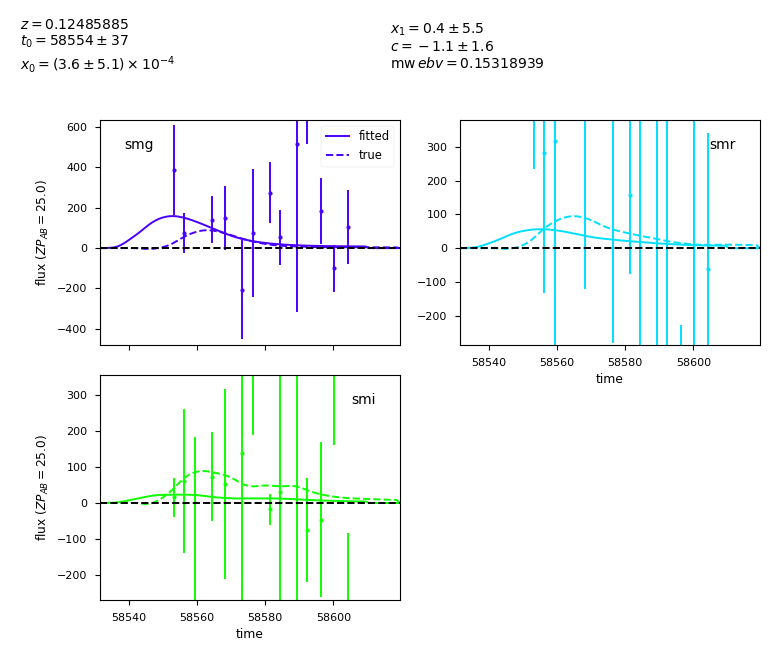 z = 0.12485885
t₀ = 58554 ± 37
x₀ = (3.6 ± 5.1) × 10⁻⁴
x₁ = 0.4 ± 5.5
c = −1.1 ± 1.6
mw ebv = 0.15318939
smg
fitted
true
600
400
200
0
−200
−400
flux (ZP_AB = 25.0)
smr
300
200
100
0
−100
−200
58540 58560 58580 58600
time
smi
300
200
100
0
−100
−200
flux (ZP_AB = 25.0)
58540 58560 58580 58600
time